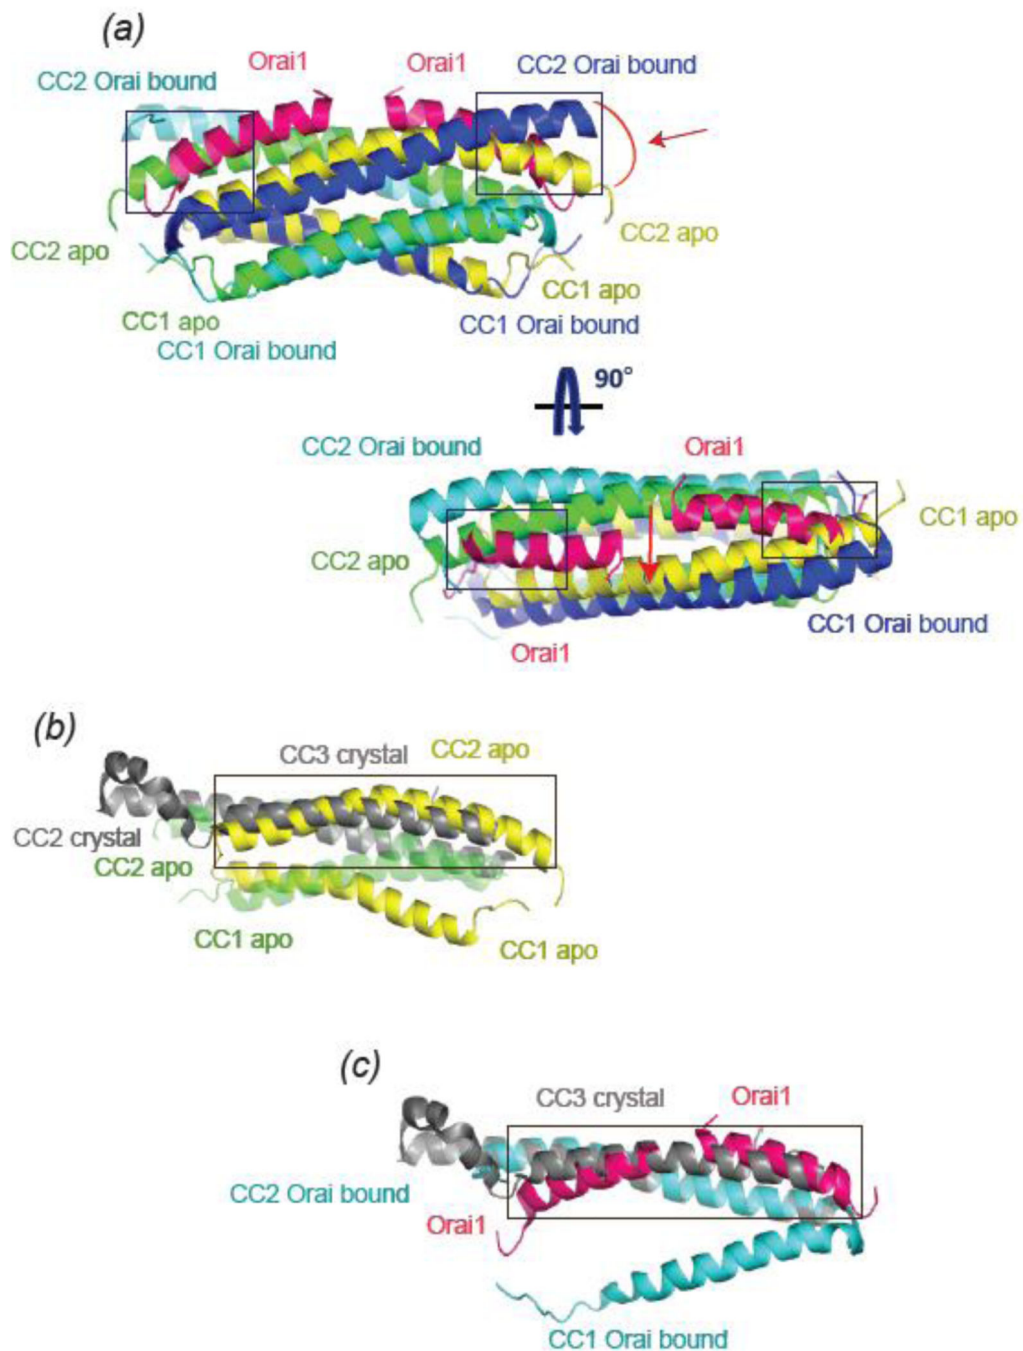 (a)
Orai1
Orai1
CC2 Orai bound
CC2 Orai bound
CC2 apo
CC2 apo
CC1 apo
CC1 apo
CC1 Orai bound
CC1 Orai bound
90°
CC2 Orai bound
Orai1
CC1 apo
CC2 apo
CC1 Orai bound
Orai1
(b)
CC3 crystal
CC2 apo
CC2 crystal
CC2 apo
CC1 apo
CC1 apo
(c)
CC3 crystal
Orai1
CC2 Orai bound
Orai1
CC1 Orai bound